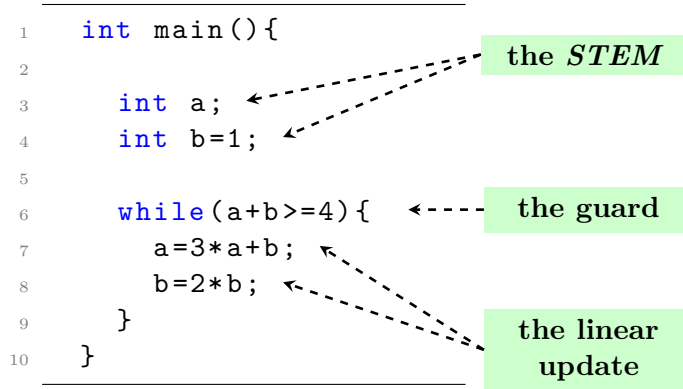 1 int main(){
the STEM
2
3 int a;
4 int b=1;
5
6 while(a+b>=4){
the guard
7 a=3*a+b;
8 b=2*b;
9 }
the linear
update
10 }